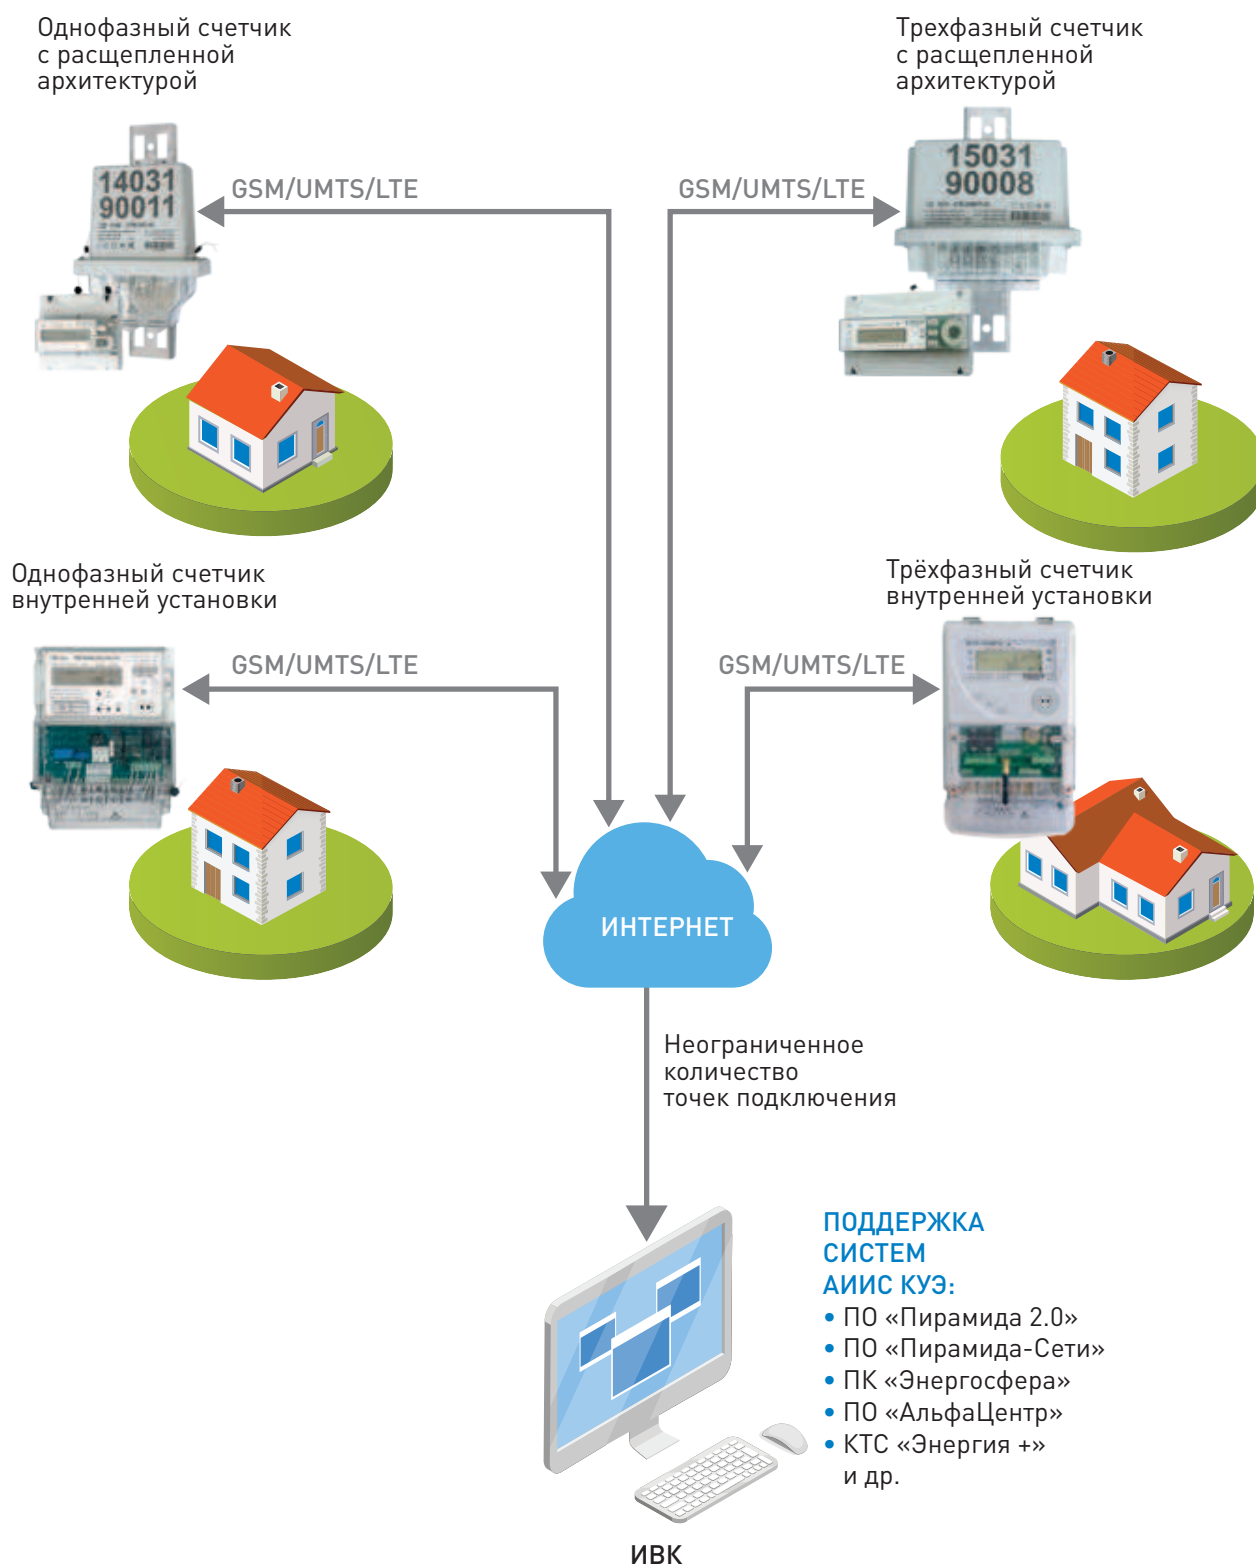 Однофазный счетчик
с расщепленной
архитектурой
Трехфазный счетчик
с расщепленной
архитектурой
14031
90011
15031
90008
GSM/UMTS/LTE
GSM/UMTS/LTE
Однофазный счетчик
внутренней установки
Трёхфазный счетчик
внутренней установки
GSM/UMTS/LTE
GSM/UMTS/LTE
ИНТЕРНЕТ
Неограниченное
количество
точек подключения
ПОДДЕРЖКА
СИСТЕМ
АИИС КУЭ:
• ПО «Пирамида 2.0»
• ПО «Пирамида-Сети»
• ПК «Энергосфера»
• ПО «АльфаЦентр»
• КТС «Энергия +»
и др.
ИВК